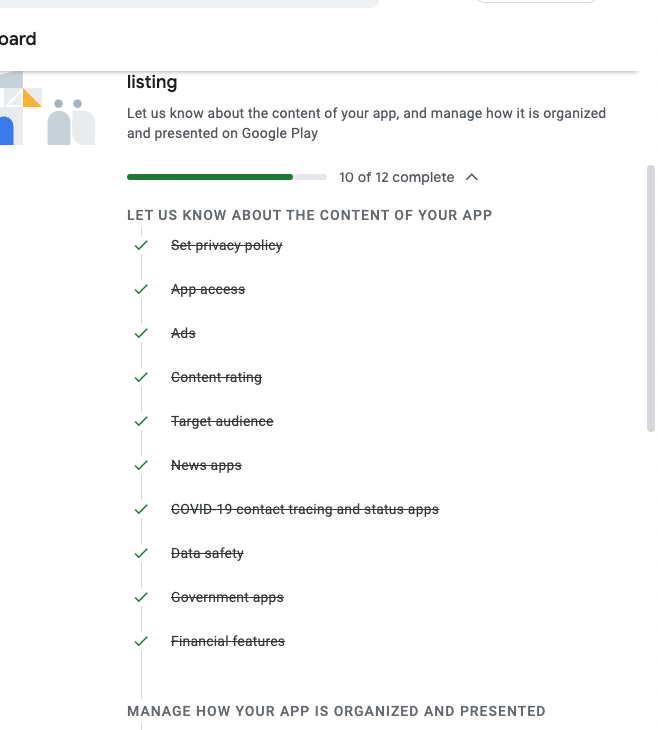 oard
listing
Let us know about the content of your app, and manage how it is organized
and presented on Google Play
10 of 12 complete
LET US KNOW ABOUT THE CONTENT OF YOUR APP
Set privacy policy
App access
Ads
Content rating
Target audience
News apps
COVID-19 contact tracing and status apps
Data safety
Government apps
Financial features
MANAGE HOW YOUR APP IS ORGANIZED AND PRESENTED